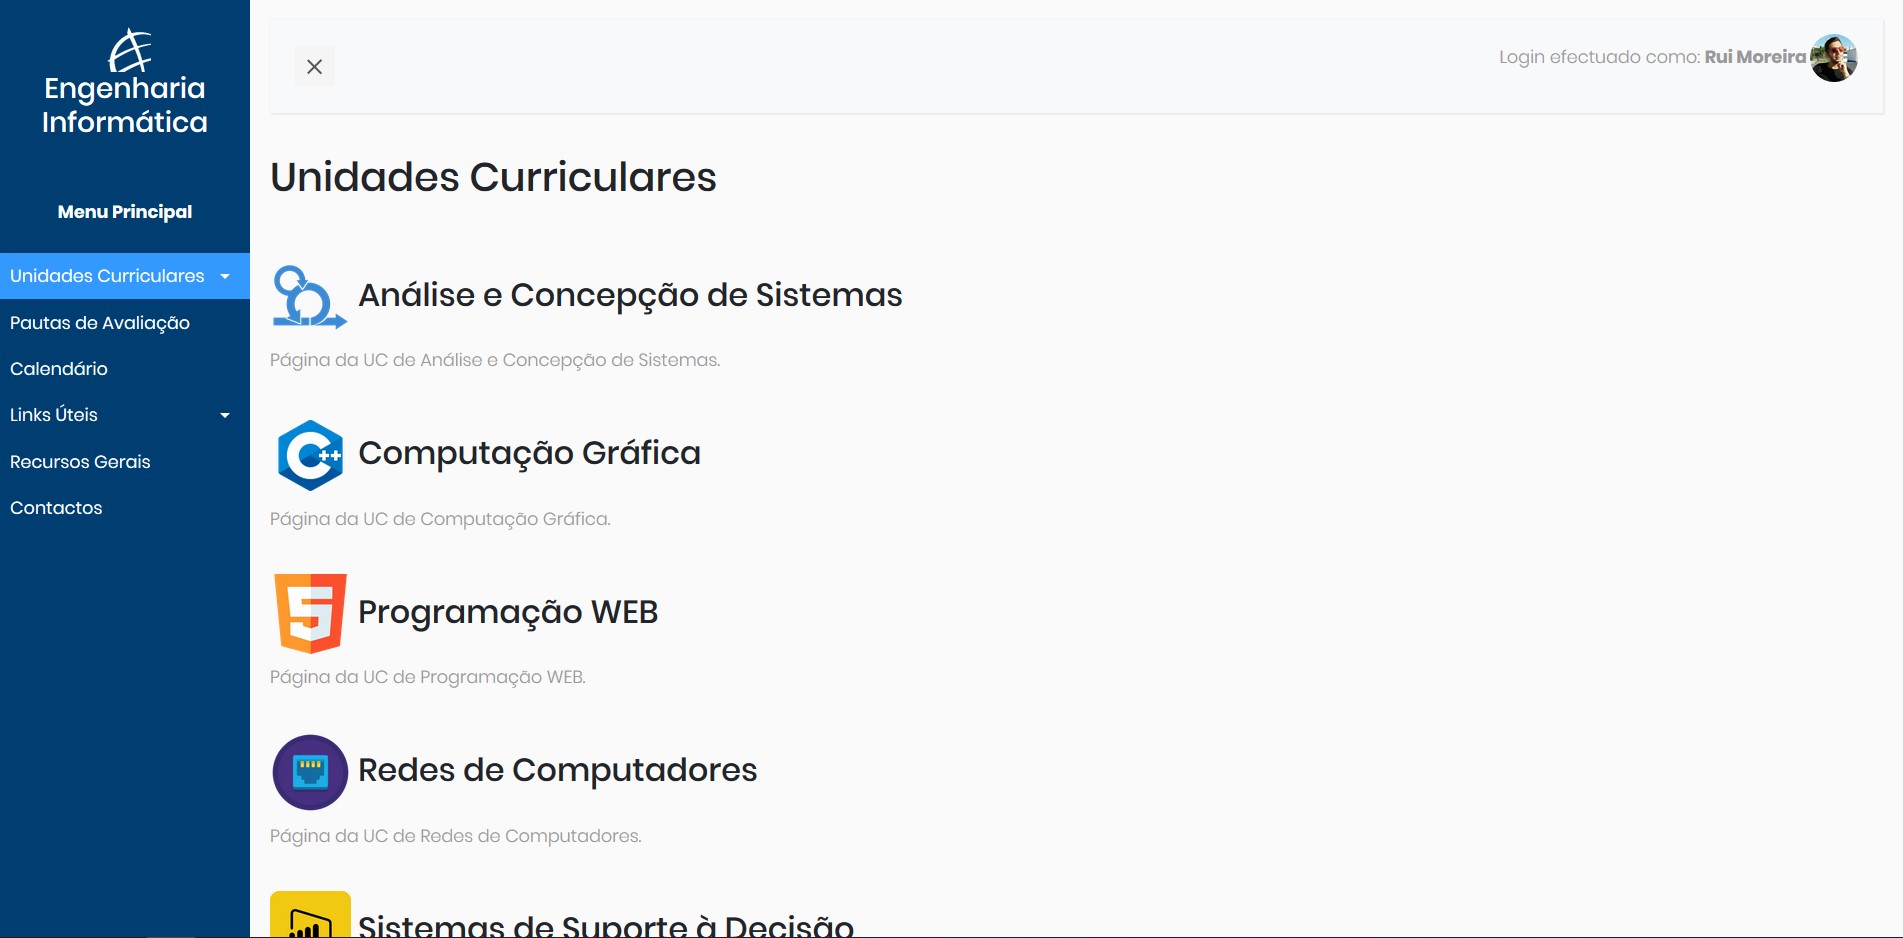 Engenharia
Informática
Menu Principal
Unidades Curriculares
Pautas de Avaliação
Calendário
Links Úteis
Recursos Gerais
Contactos
Login efectuado como: Rui Moreira
Unidades Curriculares
Análise e Concepção de Sistemas
Página da UC de Análise e Concepção de Sistemas.
C++
Computação Gráfica
Página da UC de Computação Gráfica.
5
Programação WEB
Página da UC de Programação WEB.
Redes de Computadores
Página da UC de Redes de Computadores.
Sistemas de Suporte à Decisão